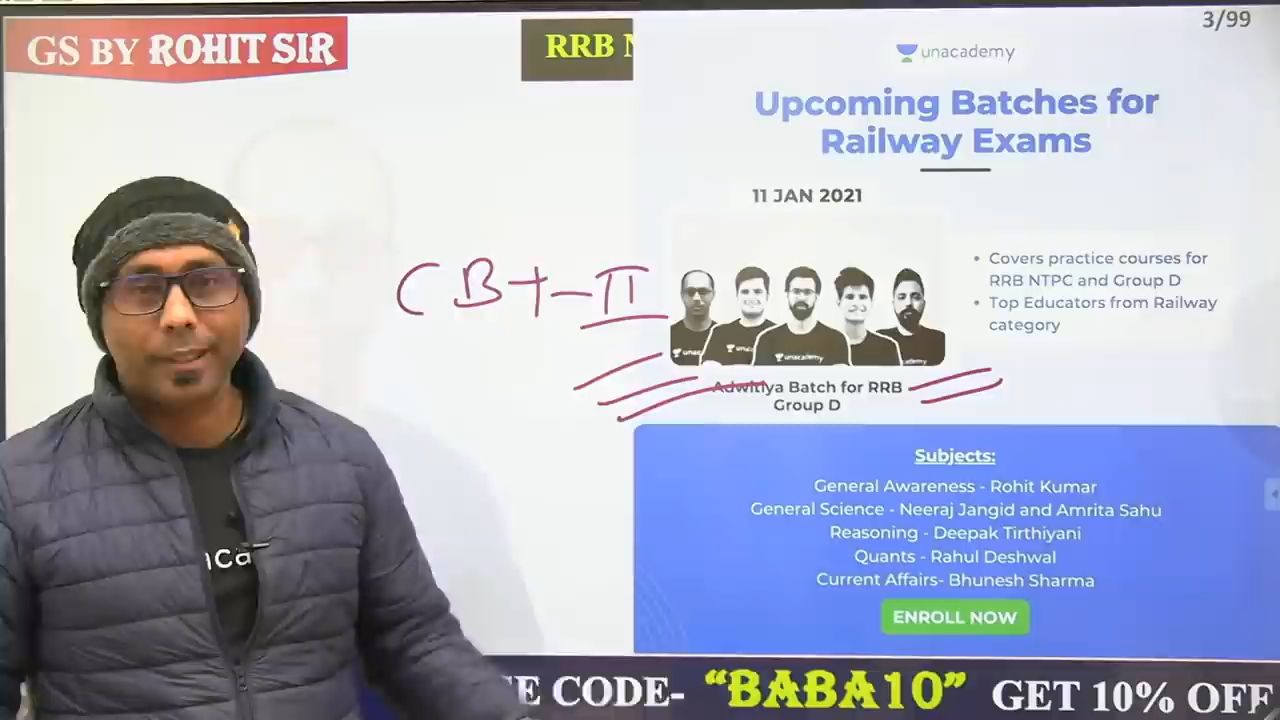 3/99
GS BY ROHIT SIR
RRB
unacademy
Upcoming Batches for
Railway Exams
11 JAN 2021
CBT-II
• Covers practice courses for
RRB NTPC and Group D
• Top Educators from Railway
category
unacademy
Adwitiya Batch for RRB
Group D
Subjects:
General Awareness - Rohit Kumar
General Science - Neeraj Jangid and Amrita Sahu
Reasoning - Deepak Tirthiyani
Quants - Rahul Deshwal
Current Affairs- Bhunesh Sharma
ENROLL NOW
aca
E CODE- "BABA10" GET 10% OFF